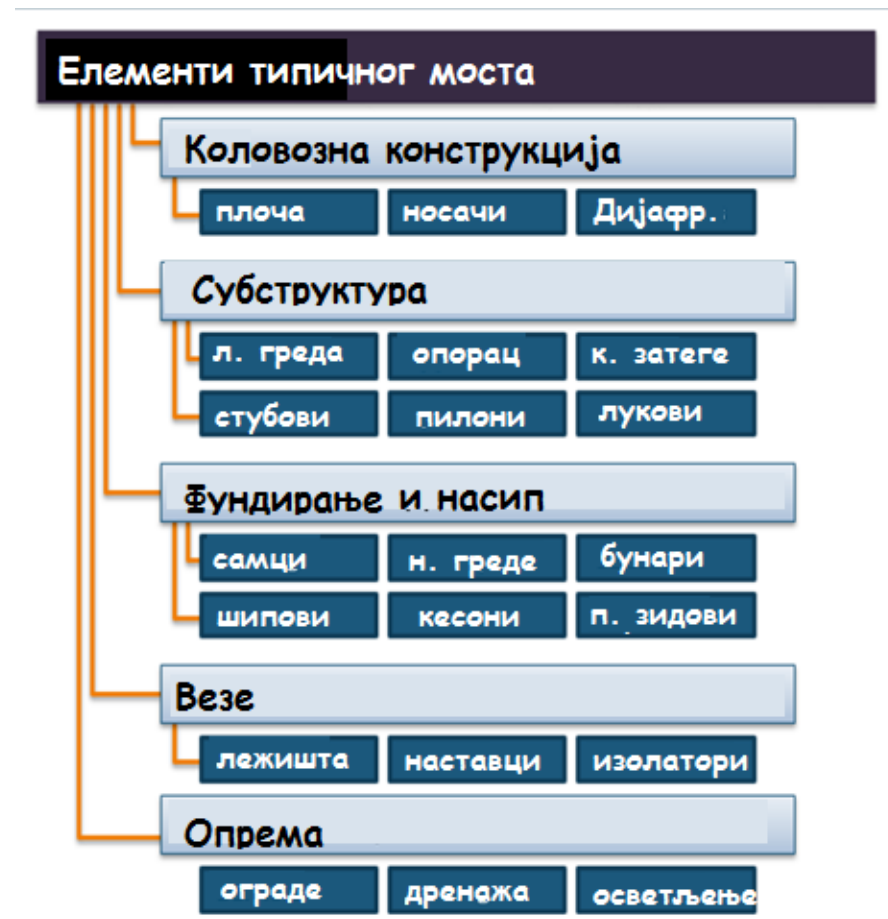 Елементи типичног моста
Коловозна конструкција
плоча носачи Дијафр.
Субструктура
л. греда опорац к. затеге
стубови пилони лукови
Фундирање и насип
самци н. греде бунари
шипови кесони п. зидови
Везе
лежишта наставци изолатори
Опрема
ограде дренажа осветљење